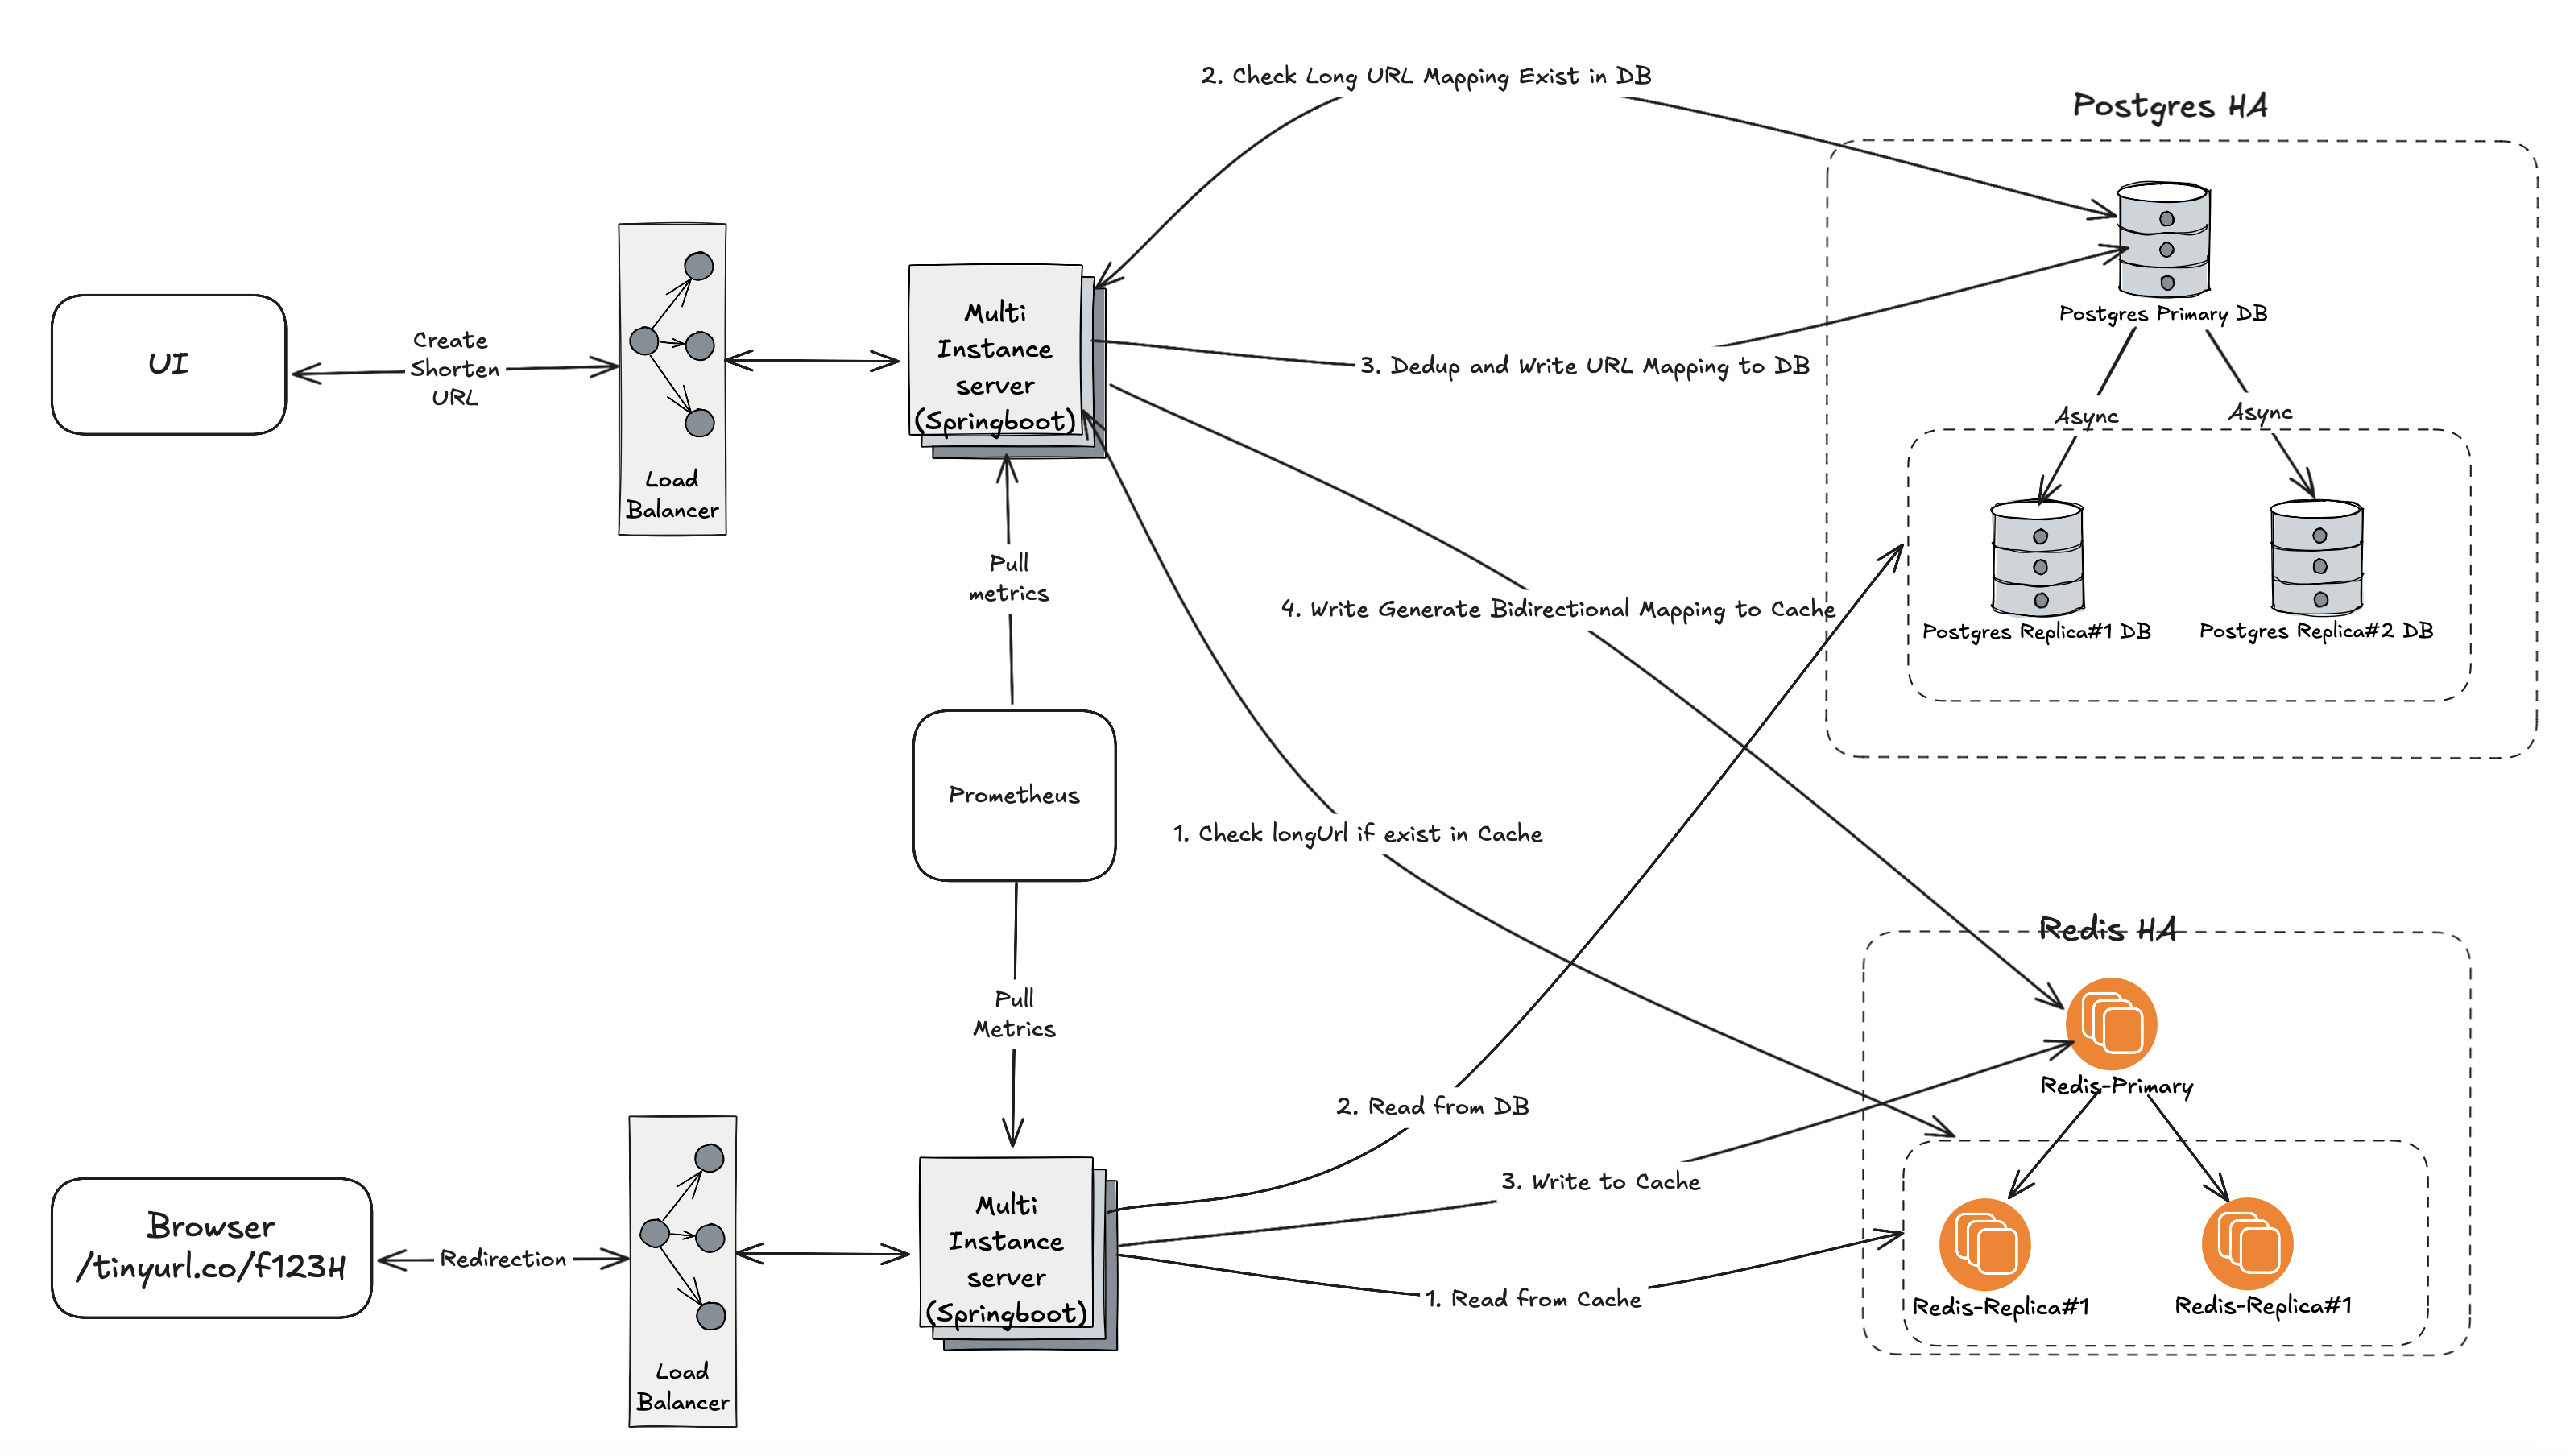 2. Check Long URL Mapping Exist in DB
Postgres HA
Postgres Primary DB
UI
Create
Shorten
URL
Load
Balancer
Multi
Instance
server
(Springboot)
3. Dedup and Write URL Mapping to DB
Async
Async
Postgres Replica#1 DB
Postgres Replica#2 DB
Pull
metrics
4. Write Generate Bidirectional Mapping to Cache
Prometheus
1. Check longUrl if exist in Cache
Redis HA
Redis-Primary
Pull
Metrics
2. Read from DB
3. Write to Cache
Browser
/tinyurl.co/f123H
Redirection
Load
Balancer
Multi
Instance
server
(Springboot)
1. Read from Cache
Redis-Replica#1
Redis-Replica#1